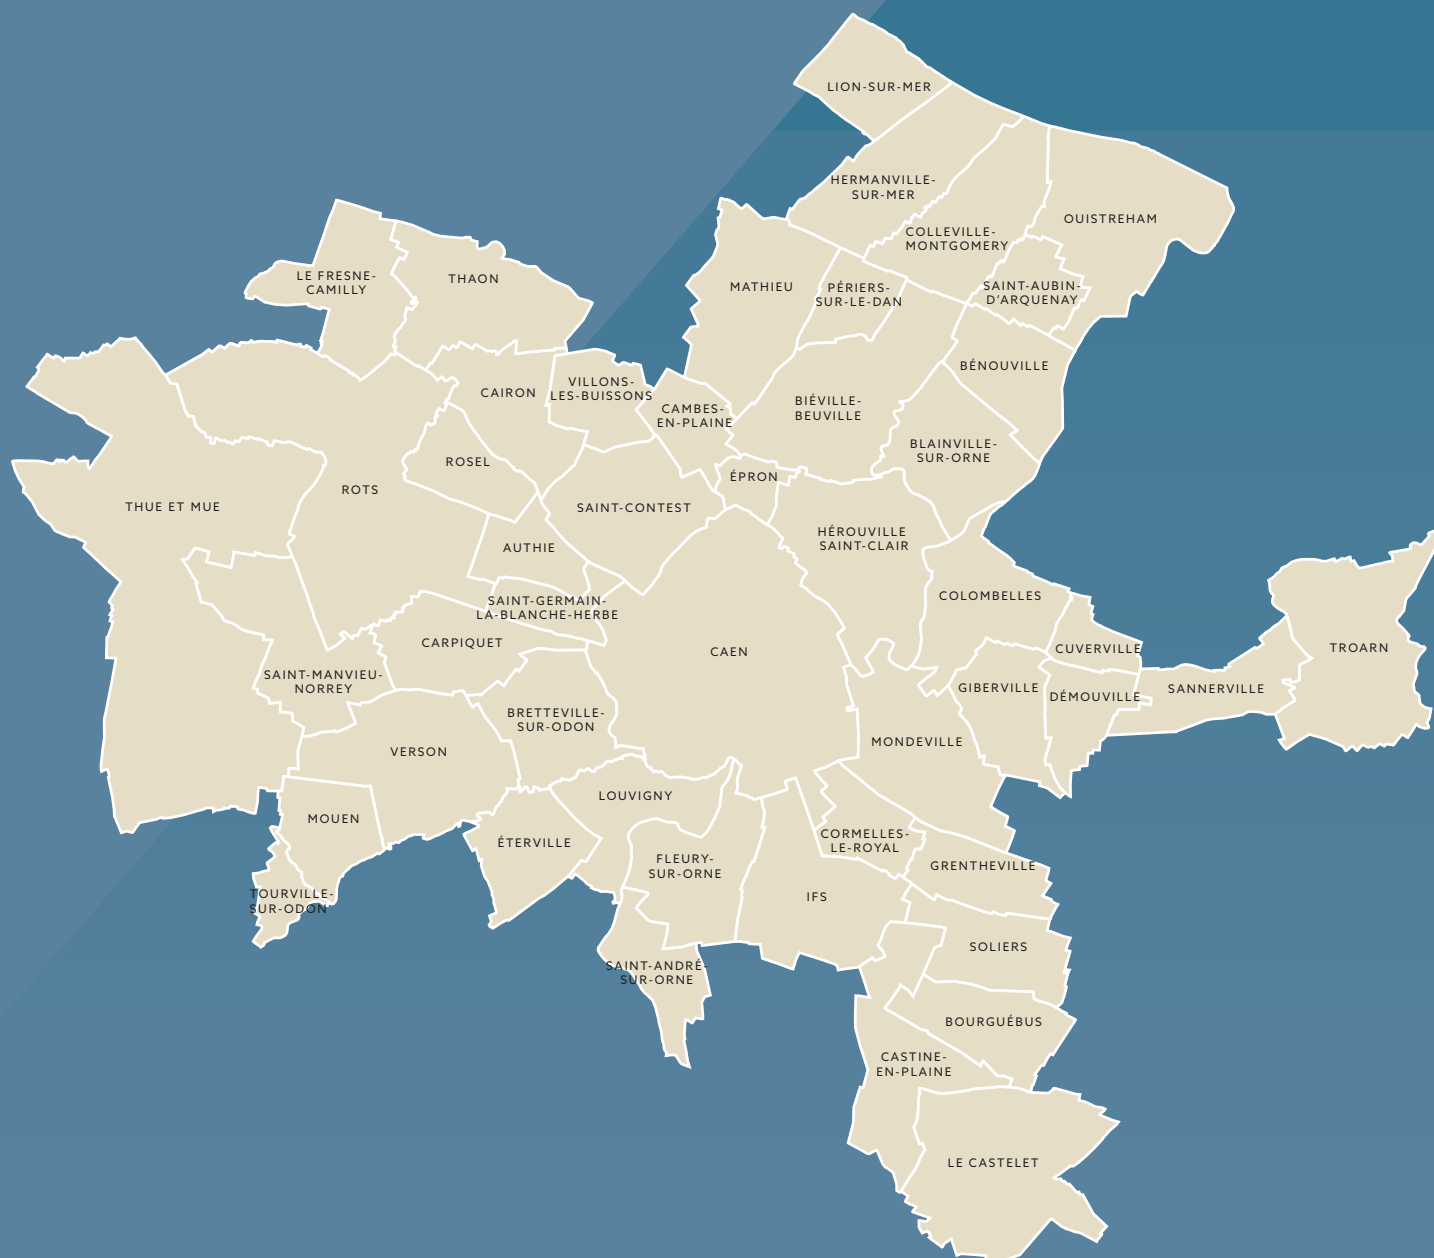 LION-SUR-MER
HERMANVILLE-
SUR-MER
OUISTREHAM
COLLEVILLE-
MONTGOMERY
LE FRESNE-
CAMILLY
THAON
MATHIEU
PÉRIERS-
SUR-LE-DAN
SAINT-AUBIN-
D'ARQUENAY
BÉNOUVILLE
CAIRON
VILLONS-
LES-BUISSONS
CAMBES-
EN-PLAINE
BIÉVILLE-
BEUVILLE
BLAINVILLE-
SUR-ORNE
ROSEL
ÉPRON
ROTS
THUE ET MUE
SAINT-CONTEST
HÉROUVILLE
SAINT-CLAIR
AUTHIE
COLOMBELLES
SAINT-GERMAIN-
LA-BLANCHE-HERBE
CARPIQUET
CAEN
CUVERVILLE
TROARN
SAINT-MANVIEU-
NORREY
GIBERVILLE
DÉMOUVILLE
SANNERVILLE
BRETTEVILLE-
SUR-ODON
VERSON
MONDEVILLE
LOUVIGNY
MOUEN
ÉTERVILLE
CORMELLES-
LE-ROYAL
FLEURY-
SUR-ORNE
GRENTHEVILLE
IFS
TOURVILLE-
SUR-ODON
SOLIERS
SAINT-ANDRÉ-
SUR-ORNE
BOURGUÉBUS
CASTINE-
EN-PLAINE
LE CASTELET